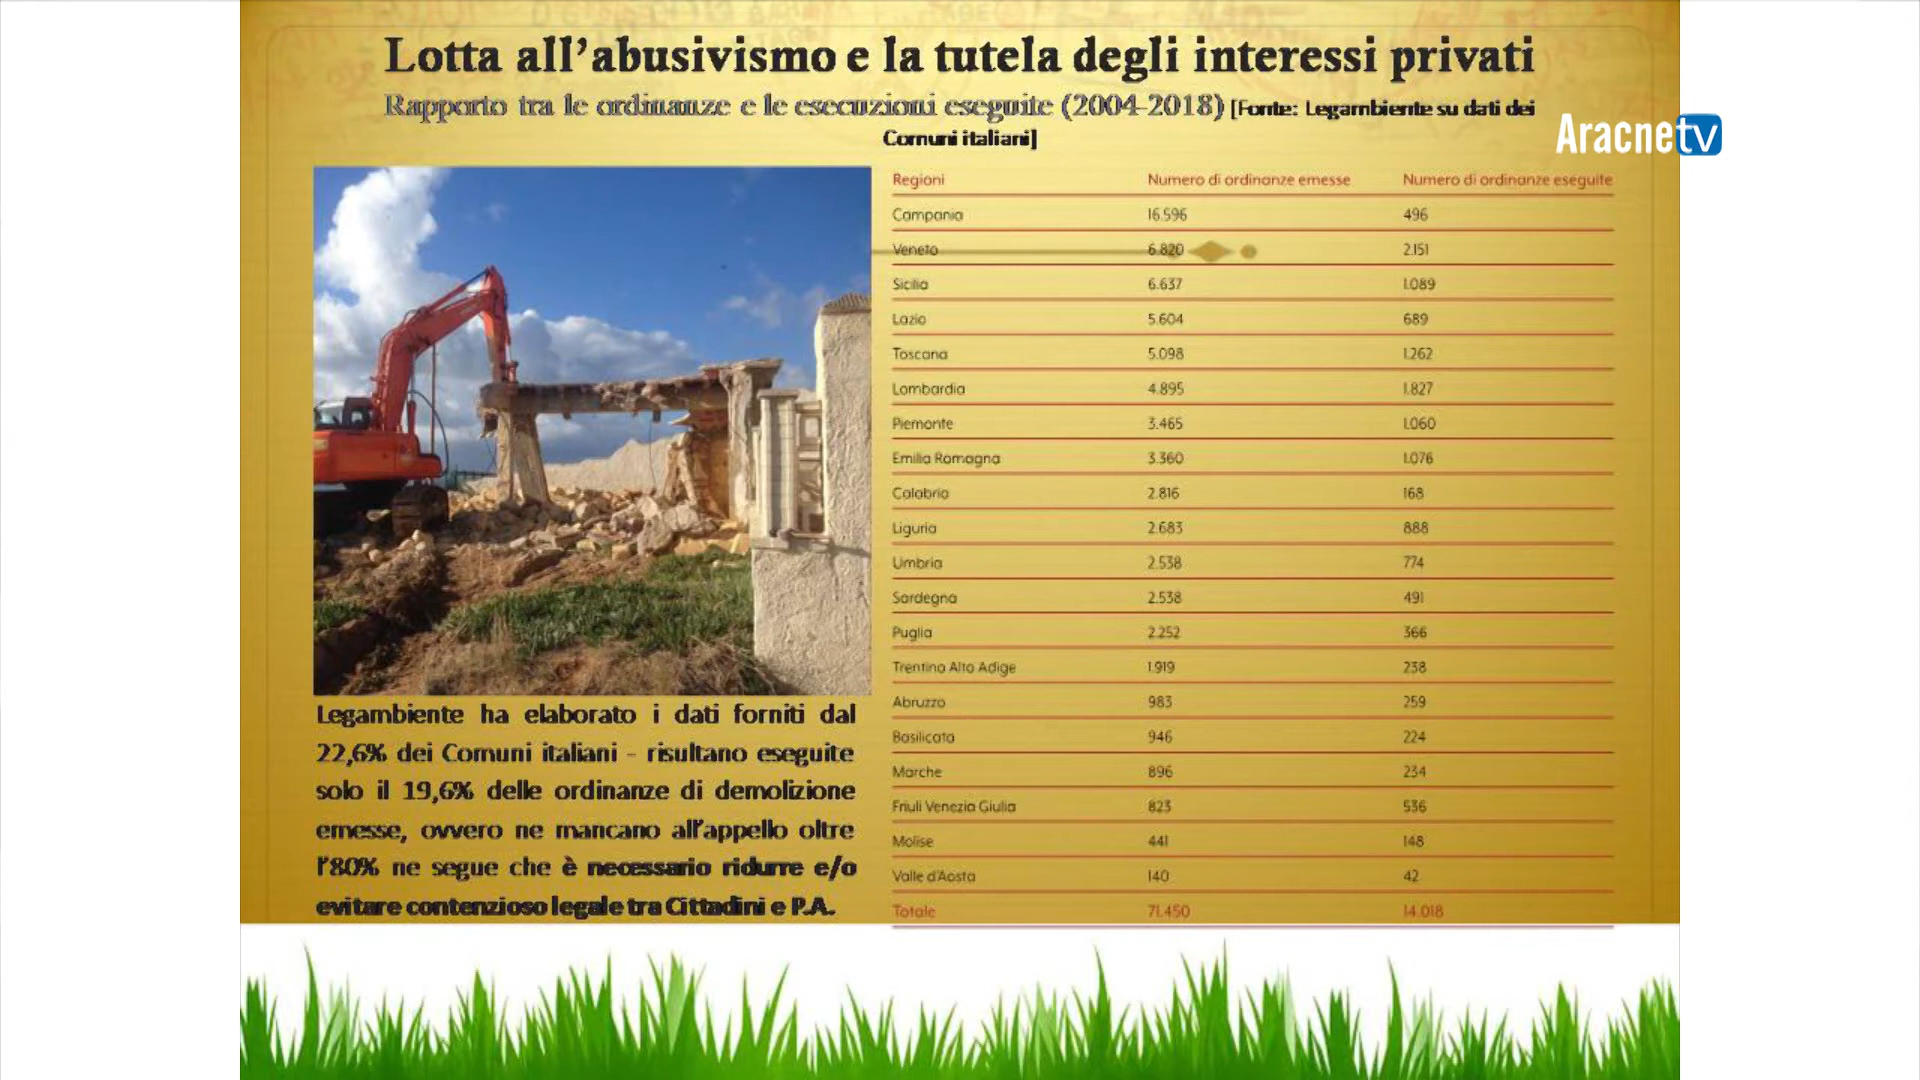 Lotta all'abusivismo e la tutela degli interessi privati
Rapporto tra le ordinanze e le esecuzioni eseguite (2004-2018) [Fonte: Legambiente su dati dei
Comuni italiani]
Aracnetv
Regioni Numero di ordinanze emesse Numero di ordinanze eseguite
Campania 16.596 496
Veneto 6.820 2.151
Sicilia 6.637 1.089
Lazio 5.604 689
Toscana 5.098 1.262
Lombardia 4.895 1.827
Piemonte 3.465 1.060
Emilia Romagna 3.360 1.076
Calabria 2.816 168
Liguria 2.683 888
Umbria 2.538 774
Sardegna 2.538 491
Puglia 2.252 366
Trentino Alto Adige 1.919 238
Abruzzo 983 259
Basilicata 946 224
Marche 896 234
Friuli Venezia Giulia 823 536
Molise 441 148
Valle d'Aosta 140 42
Totale 71.450 14.018
Legambiente ha elaborato i dati forniti dal
22,6% dei Comuni italiani - risultano eseguite
solo il 19,6% delle ordinanze di demolizione
emesse, ovvero ne mancano all'appello oltre
l'80% ne segue che è necessario ridurre e/o
evitare contenzioso legale tra Cittadini e P.A.